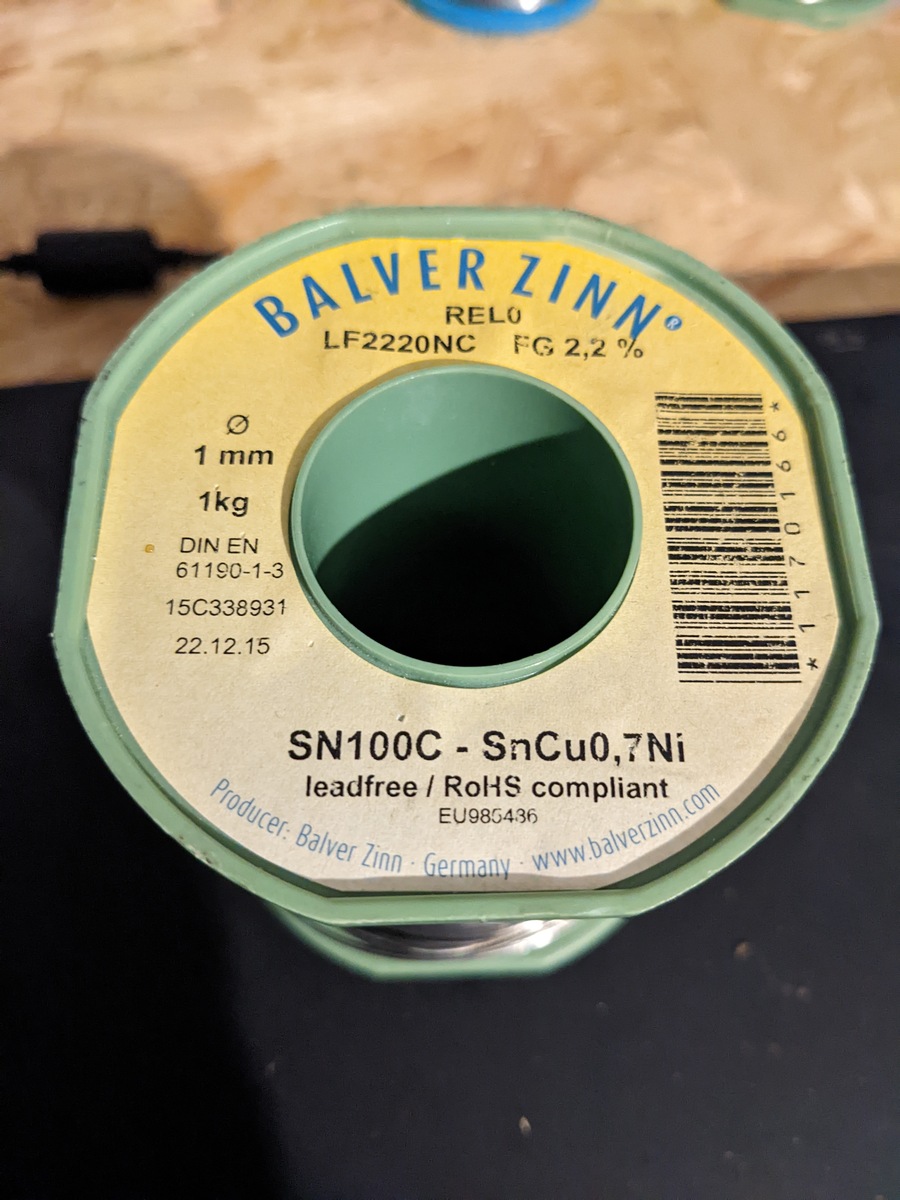 BALVER ZINN®
REL0
LF2220NC FG 2,2 %
Ø
1 mm
1kg
DIN EN
61190-1-3
15C338931
22.12.15
*1170166*
SN100C - SnCu0,7Ni
leadfree / RoHS compliant
EU985436
Producer: Balver Zinn · Germany · www.balverzinn.com